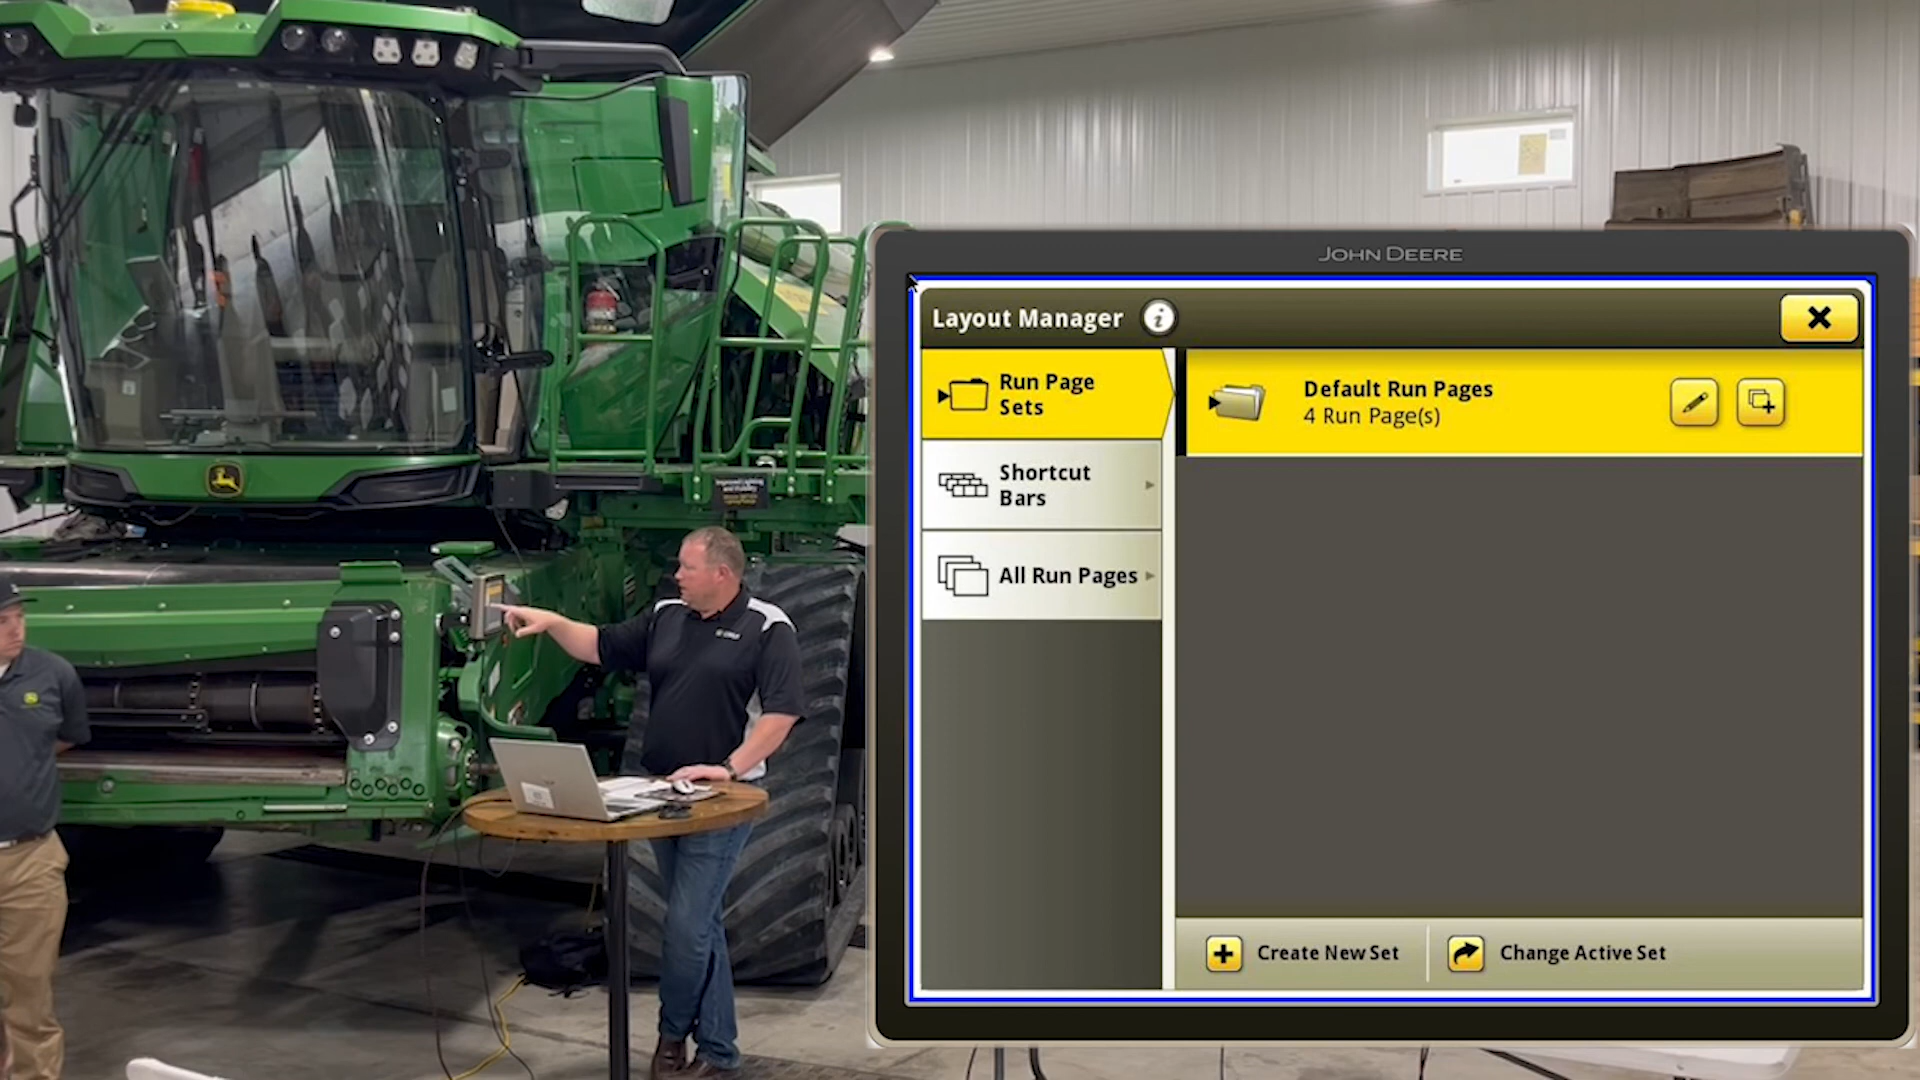 JOHN DEERE
Layout Manager
Run Page
Sets
Shortcut
Bars
All Run Pages
Default Run Pages
4 Run Page(s)
Create New Set
Change Active Set